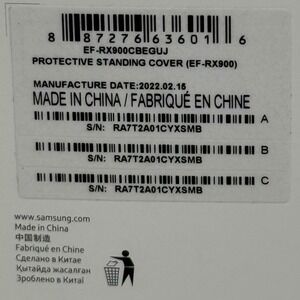 8 87276 63601 6
EF-RX900CBEGUJ
PROTECTIVE STANDING COVER (EF-RX900)
MANUFACTURE DATE:2022.02.15
MADE IN CHINA / FABRIQUÉ EN CHINE
A
S/N: RA7T2A01CYXSMB
B
S/N: RA7T2A01CYXSMB
C
S/N: RA7T2A01CYXSMB
www.samsung.com
Made in China
中国制造
Fabriqué en Chine
Сделано в Китае
Қытайда жасалған
Зроблено в Китаї